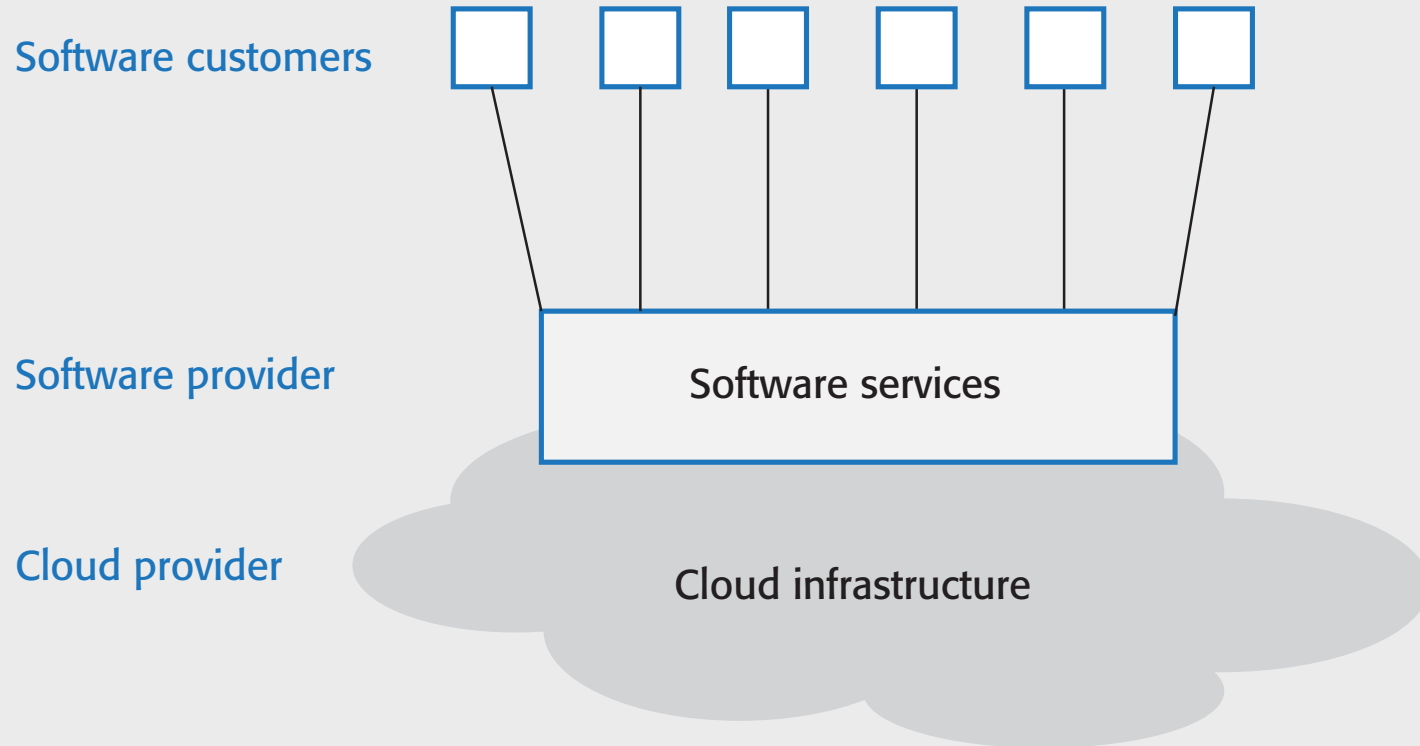 Software customers
Software provider
Software services
Cloud provider
Cloud infrastructure